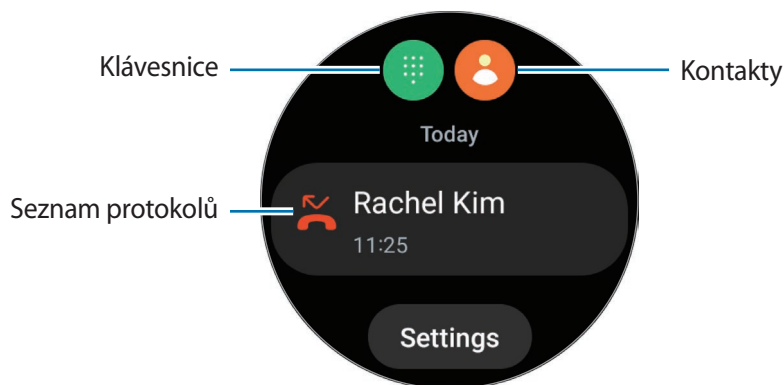 Klávesnice
Kontakty
Today
Seznam protokolů
Rachel Kim
11:25
Settings